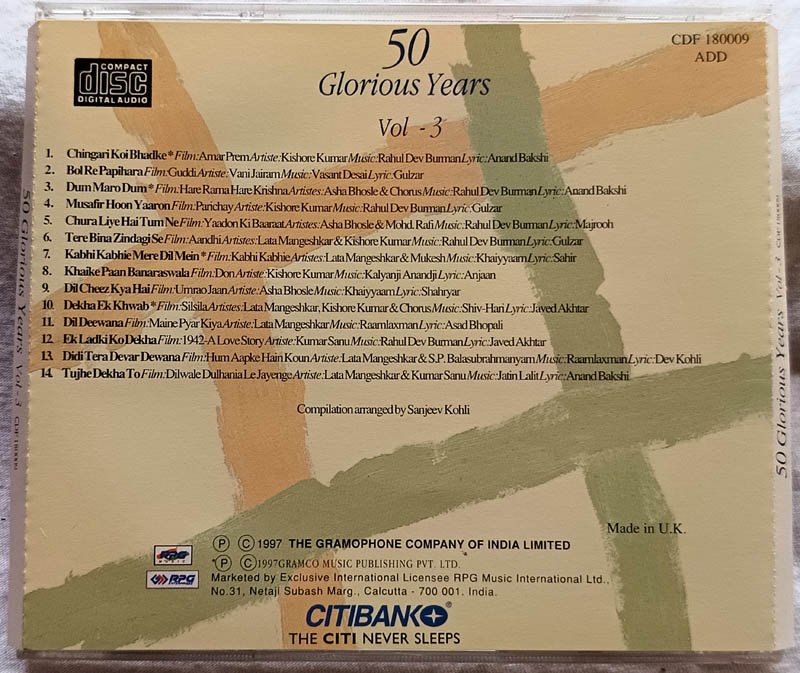 50
Glorious Years
Vol - 3
CDF 180009
ADD
COMPACT
disc
DIGITAL AUDIO
1. Chingari Koi Bhadke * Film:Amar Prem Artiste:Kishore Kumar Music:Rahul Dev Burman Lyric:Anand Bakshi
2. Bol Re Papihara Film:Guddi Artiste:Vani Jairam Music:Vasant Desai Lyric:Gulzar
3. Dum Maro Dum * Film:Hare Rama Hare Krishna Artistes:Asha Bhosle & Chorus Music:Rahul Dev Burman Lyric:Anand Bakshi
4. Musafir Hoon Yaaron Film:Parichay Artiste:Kishore Kumar Music:Rahul Dev Burman Lyric:Gulzar
5. Chura Liye Hai Tum Ne Film:Yaadon Ki Baaraat Artistes:Asha Bhosle & Mohd. Rafi Music:Rahul Dev Burman Lyric:Majrooh
6. Tere Bina Zindagi Se Film:Aandhi Artistes:Lata Mangeshkar & Kishore Kumar Music:Rahul Dev Burman Lyric:Gulzar
7. Kabhi Kabhie Mere Dil Mein * Film:Kabhi Kabhie Artistes:Lata Mangeshkar & Mukesh Music:Khaiyyaam Lyric:Sahir
8. Khaike Paan Banaraswala Film:Don Artiste:Kishore Kumar Music:Kalyanji Anandji Lyric:Anjaan
9. Dil Cheez Kya Hai Film:Umrao Jaan Artiste:Asha Bhosle Music:Khaiyyaam Lyric:Shahryar
10. Dekha Ek Khwab * Film:Silsila Artistes:Lata Mangeshkar, Kishore Kumar & Chorus Music:Shiv-Hari Lyric:Javed Akhtar
11. Dil Deewana Film:Maine Pyar Kiya Artiste:Lata Mangeshkar Music:Raamlaxman Lyric:Asad Bhopali
12. Ek Ladki Ko Dekha Film:1942-A Love Story Artiste:Kumar Sanu Music:Rahul Dev Burman Lyric:Javed Akhtar
13. Didi Tera Devar Dewana Film:Hum Aapke Hain Koun Artistes:Lata Mangeshkar & S.P. Balasubrahmanyam Music:Raamlaxman Lyric:Dev Kohli
14. Tujhe Dekha To Film:Dilwale Dulhania Le Jayenge Artistes:Lata Mangeshkar & Kumar Sanu Music:Jatin Lalit Lyric:Anand Bakshi
Compilation arranged by Sanjeev Kohli
Made in U.K.
RPG
MUSIC
RPG
Ⓟ Ⓒ 1997 THE GRAMOPHONE COMPANY OF INDIA LIMITED
*Ⓟ Ⓒ 1997 GRAMCO MUSIC PUBLISHING PVT. LTD.
Marketed by Exclusive International Licensee RPG Music International Ltd.,
No.31, Netaji Subash Marg., Calcutta - 700 001. India.
CITIBANK
THE CITI NEVER SLEEPS
50 Glorious Years Vol - 3 CDF180009
50 Glorious Years Vol - 3 CDF180009